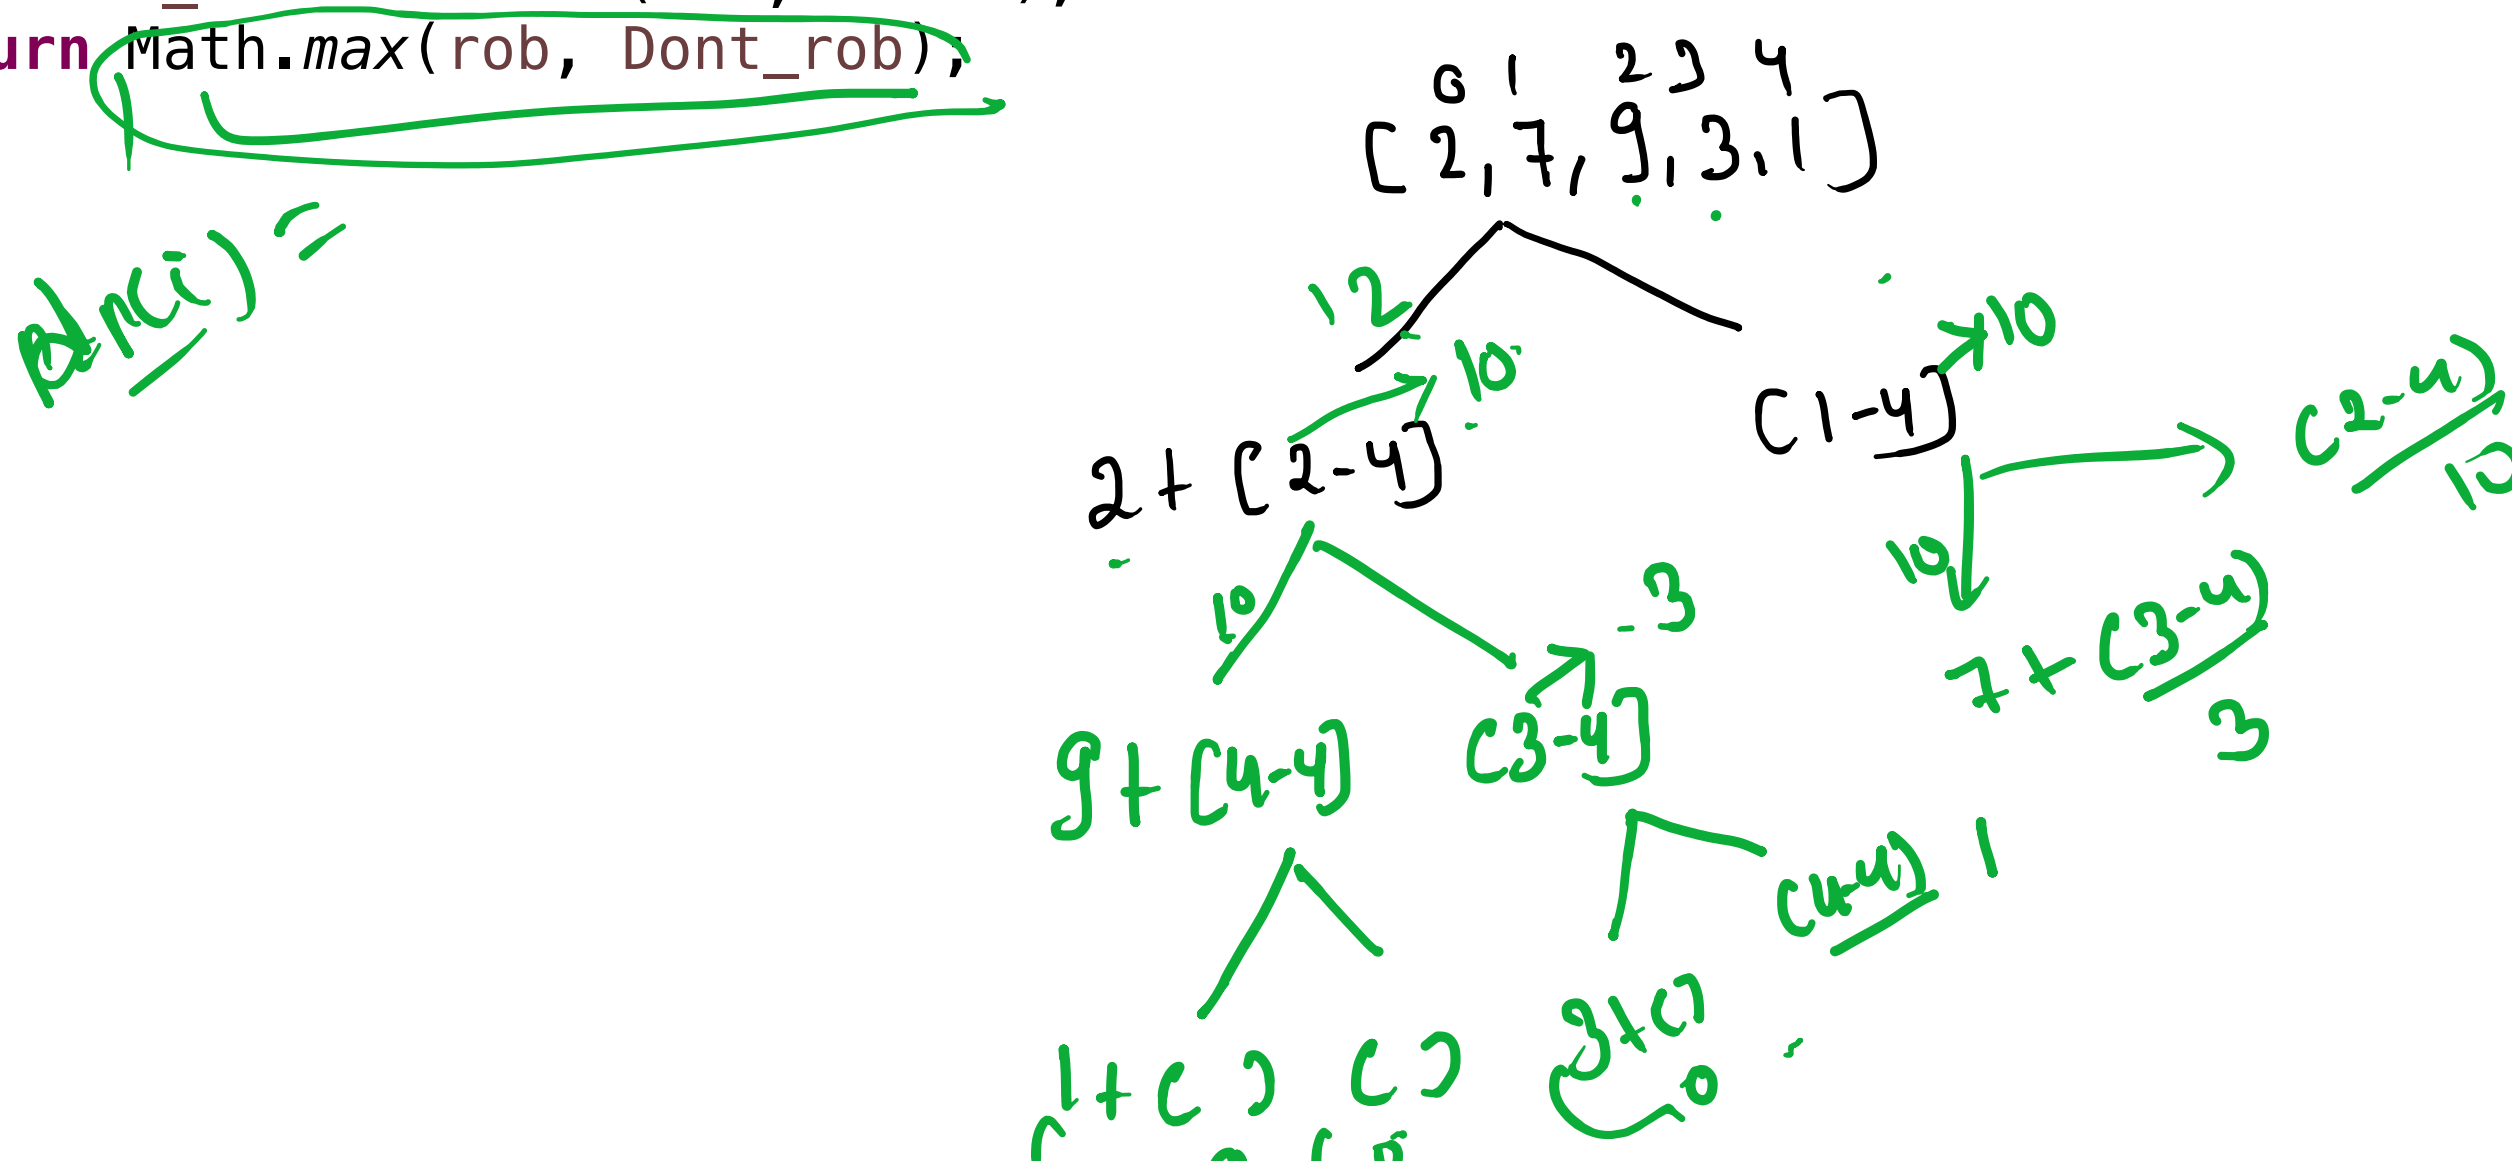 urn Math.max(rob, Dont_rob);
0 1 2 3 4
[2, 7, 9, 3, 1]
12
10
10
2 + [2-4]
[1-4]
(2-4)
10
10
10
3
7 + (3-4)
3
9 + [4-4]
[3-4]
(4-4) 1
1 + ( ) ( )
3 + ( )
0